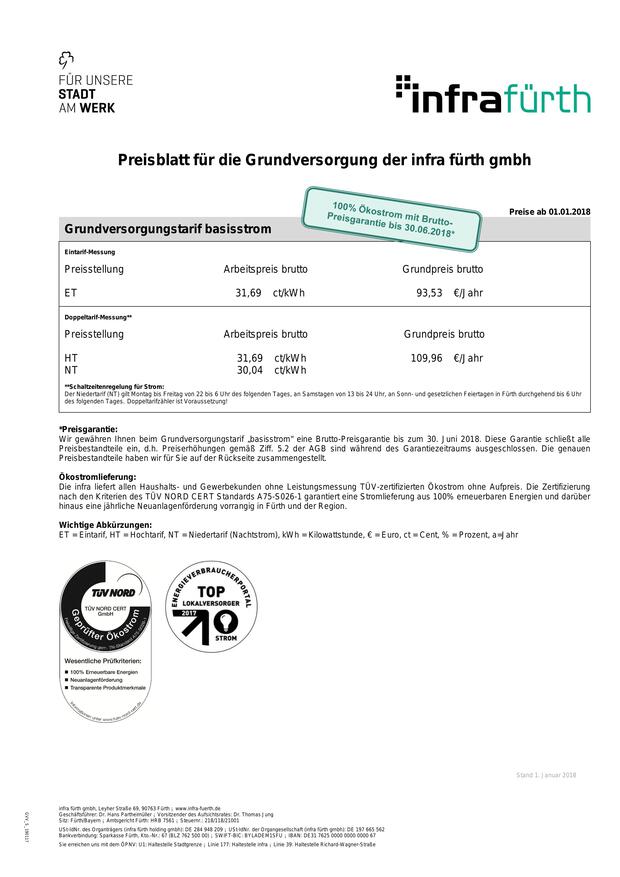 FÜR UNSERE
STADT
AM WERK
infrafürth
Preisblatt für die Grundversorgung der infra fürth gmbh
100% Ökostrom mit Brutto-
Preisgarantie bis 30.06.2018*
Preise ab 01.01.2018
Grundversorgungstarif basisstrom
Eintarif-Messung
Preisstellung Arbeitspreis brutto Grundpreis brutto
ET 31,69 ct/kWh 93,53 €/Jahr
Doppeltarif-Messung**
Preisstellung Arbeitspreis brutto Grundpreis brutto
HT 31,69 ct/kWh 109,96 €/Jahr
NT 30,04 ct/kWh
**Schaltzeitenregelung für Strom:
Der Niedertarif (NT) gilt Montag bis Freitag von 22 bis 6 Uhr des folgenden Tages, an Samstagen von 13 bis 24 Uhr, an Sonn- und gesetzlichen Feiertagen in Fürth durchgehend bis 6 Uhr
des folgenden Tages. Doppeltarifzähler ist Voraussetzung!
*Preisgarantie:
Wir gewähren Ihnen beim Grundversorgungstarif „basisstrom“ eine Brutto-Preisgarantie bis zum 30. Juni 2018. Diese Garantie schließt alle
Preisbestandteile ein, d.h. Preiserhöhungen gemäß Ziff. 5.2 der AGB sind während des Garantiezeitraums ausgeschlossen. Die genauen
Preisbestandteile haben wir für Sie auf der Rückseite zusammengestellt.
Ökostromlieferung:
Die infra liefert allen Haushalts- und Gewerbekunden ohne Leistungsmessung TÜV-zertifizierten Ökostrom ohne Aufpreis. Die Zertifizierung
nach den Kriterien des TÜV NORD CERT Standards A75-S026-1 garantiert eine Stromlieferung aus 100% erneuerbaren Energien und darüber
hinaus eine jährliche Neuanlagenförderung vorrangig in Fürth und der Region.
Wichtige Abkürzungen:
ET = Eintarif, HT = Hochtarif, NT = Niedertarif (Nachtstrom), kWh = Kilowattstunde, € = Euro, ct = Cent, % = Prozent, a=Jahr
TÜV NORD
TÜV NORD CERT
GmbH
Geprüfter Ökostrom
Wesentliche Prüfkriterien:
100% Erneuerbare Energien
Neuanlagenförderung
Transparente Produktmerkmale
Informationen unter www.tuev-nord-cert.de
ENERGIEVERBRAUCHERPORTAL
TOP
LOKALVERSORGER
2017
STROM
Stand 1. Januar 2018
infra fürth gmbh, Leyher Straße 69, 90763 Fürth | www.infra-fuerth.de
Geschäftsführer: Dr. Hans Partheimüller | Vorsitzender des Aufsichtsrates: Dr. Thomas Jung
Sitz: Fürth/Bayern | Amtsgericht Fürth: HRB 7561 | Steuernr.: 218/118/21001
USt-IdNr. des Organträgers (infra fürth holding gmbh): DE 284 948 209 | USt-IdNr. der Organgesellschaft (infra fürth gmbh): DE 197 665 562
Bankverbindung: Sparkasse Fürth, Kto.-Nr.: 67 (BLZ 762 500 00) | SWIFT-BIC: BYLADEM1SFU | IBAN: DE31 7625 0000 0000 0000 67
Sie erreichen uns mit dem ÖPNV: U1: Haltestelle Stadtgrenze | Linie 177: Haltestelle infra | Linie 39: Haltestelle Richard-Wagner-Straße